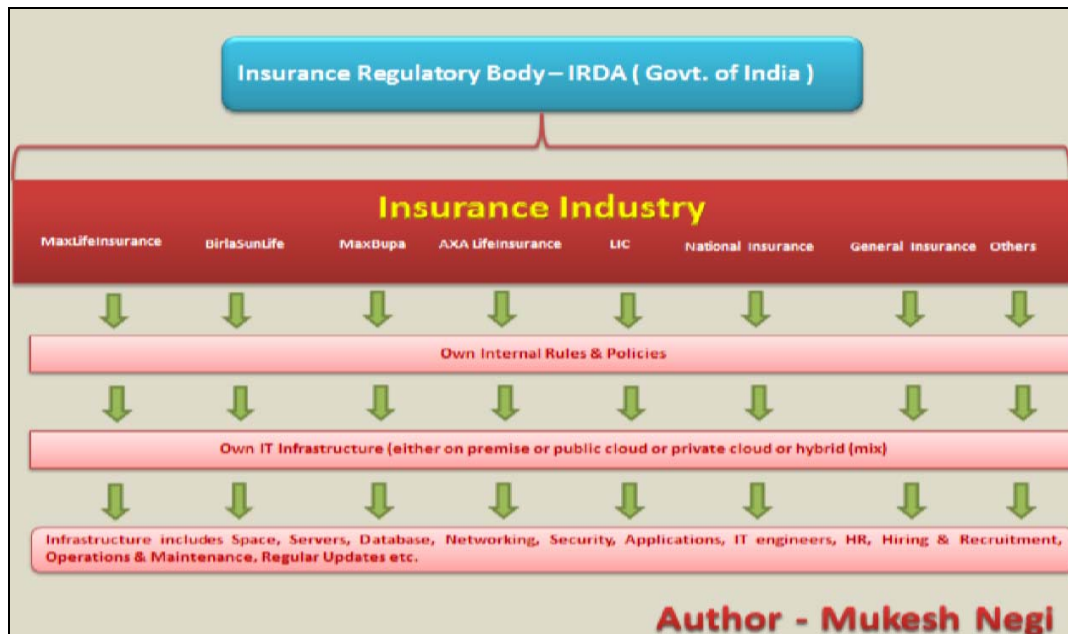 Insurance Regulatory Body – IRDA ( Govt. of India )
Insurance Industry
MaxLifeInsurance BirlaSunLife MaxBupa AXA LifeInsurance LIC National Insurance General Insurance Others
Own Internal Rules & Policies
Own IT Infrastructure (either on premise or public cloud or private cloud or hybrid (mix)
Infrastructure includes Space, Servers, Database, Networking, Security, Applications, IT engineers, HR, Hiring & Recruitment,
Operations & Maintenance, Regular Updates etc.
Author - Mukesh Negi